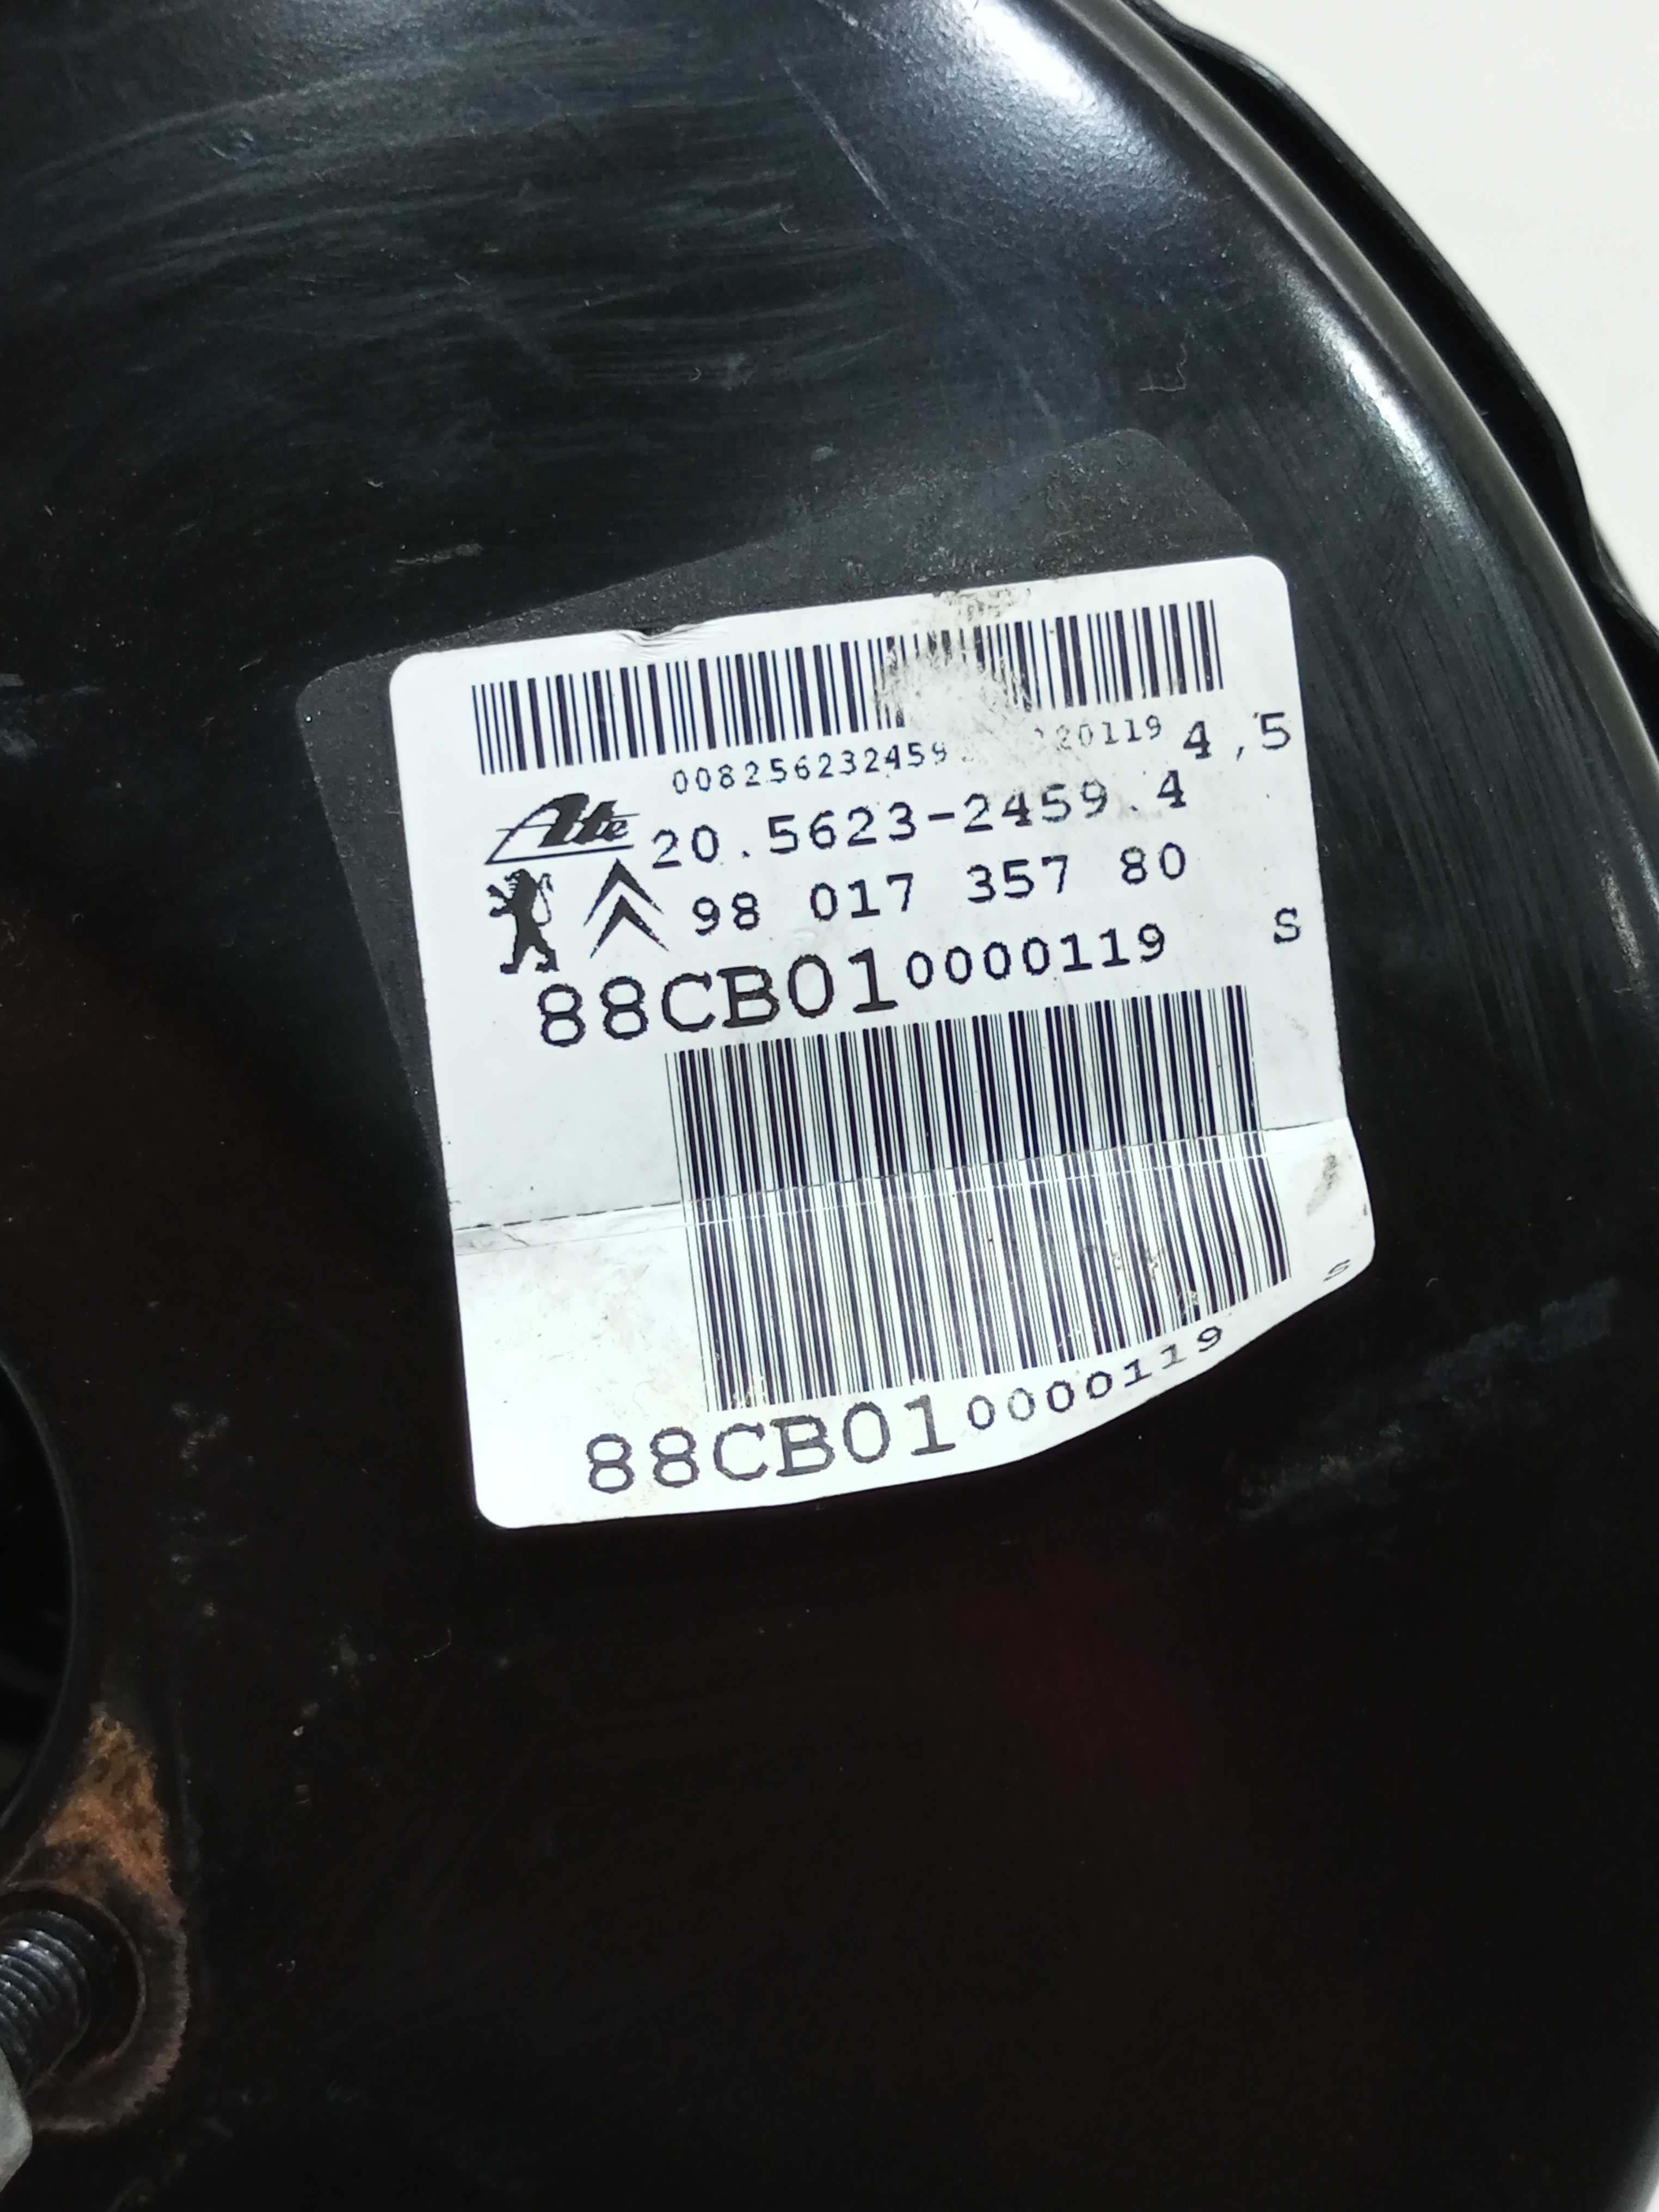 008256232459 20119
4,5
Ate 20.5623-2459.4
98 017 357 80
88CB01 0000119 S
88CB01 0000119 S